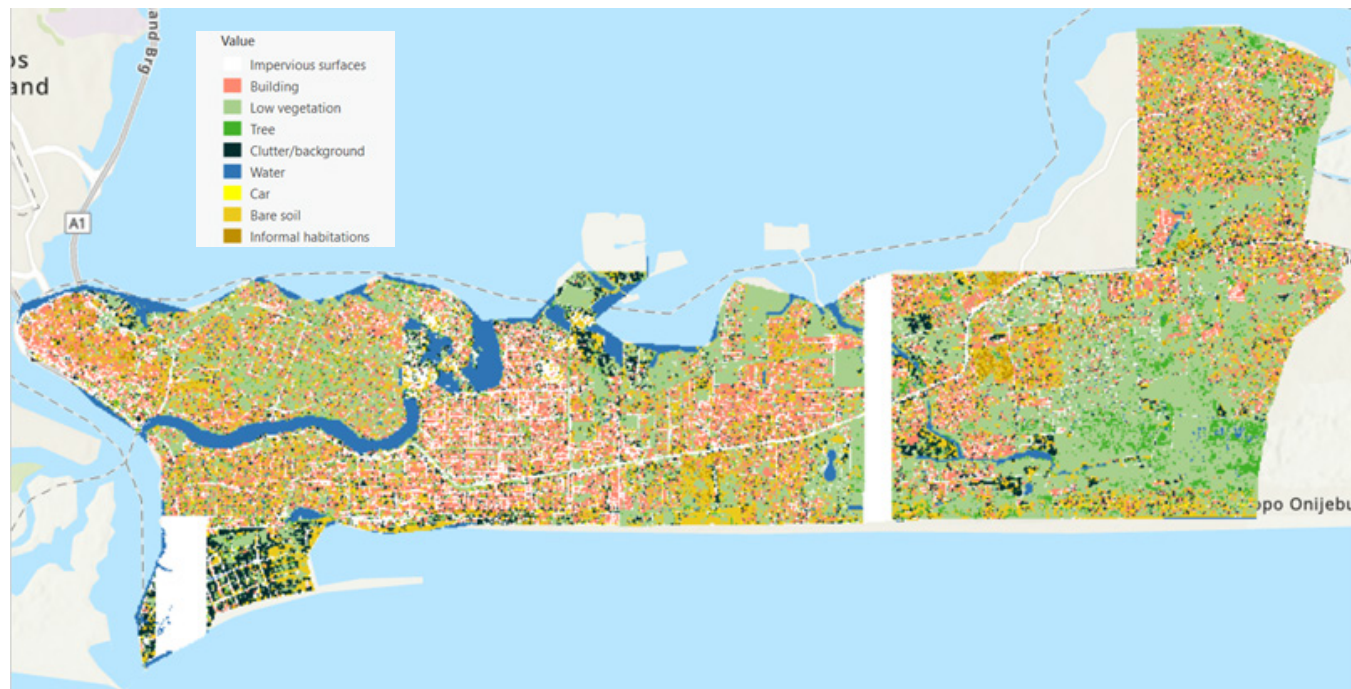 os
and
and Brg
A1
Value
Impervious surfaces
Building
Low vegetation
Tree
Clutter/background
Water
Car
Bare soil
Informal habitations
opo Onijebu